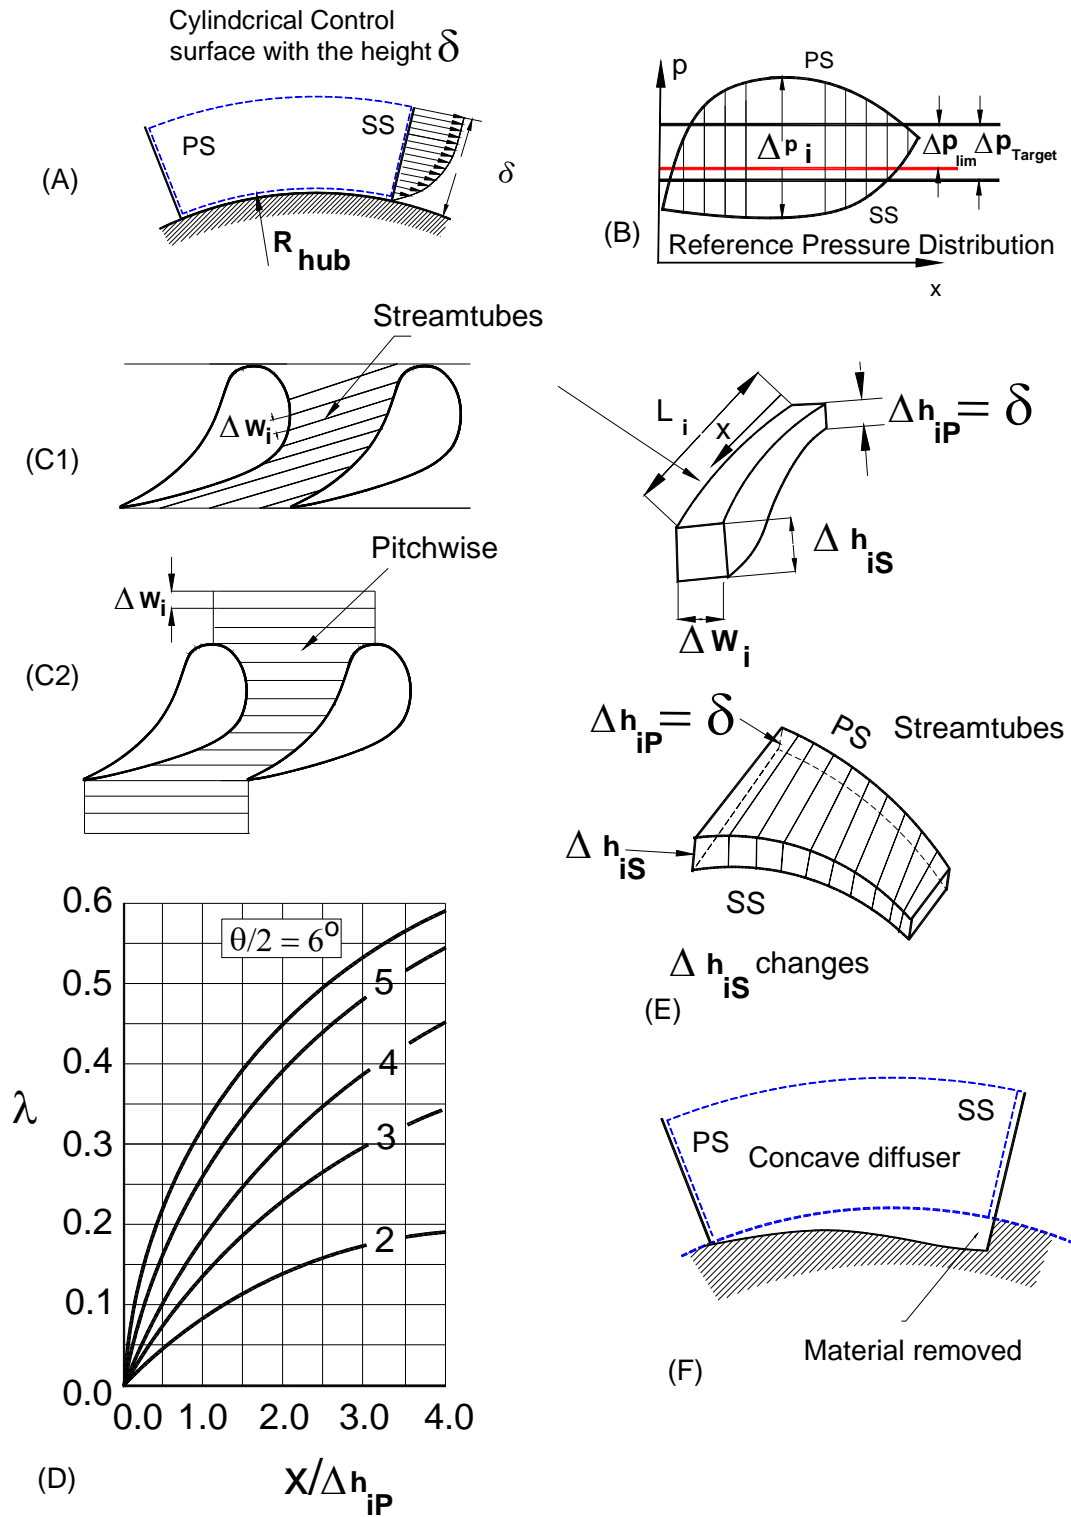 Cylindcrical Control
surface with the height δ
PS
SS
δ
(A)
R hub
p
PS
Δp i
Δp lim
Δp Target
SS
(B)
Reference Pressure Distribution
x
Streamtubes
Δ w i
(C1)
L i
x
Δ h iP = δ
Δ h iS
Δ w i
Pitchwise
Δ w i
(C2)
Δ h iP = δ
PS
Streamtubes
Δ h iS
SS
Δ h iS changes
(E)
0.6
θ/2 = 6°
0.5
5
0.4
4
λ
0.3
3
0.2
2
0.1
0.0
0.0 1.0 2.0 3.0 4.0
(D)
X/Δ h iP
PS
SS
Concave diffuser
Material removed
(F)